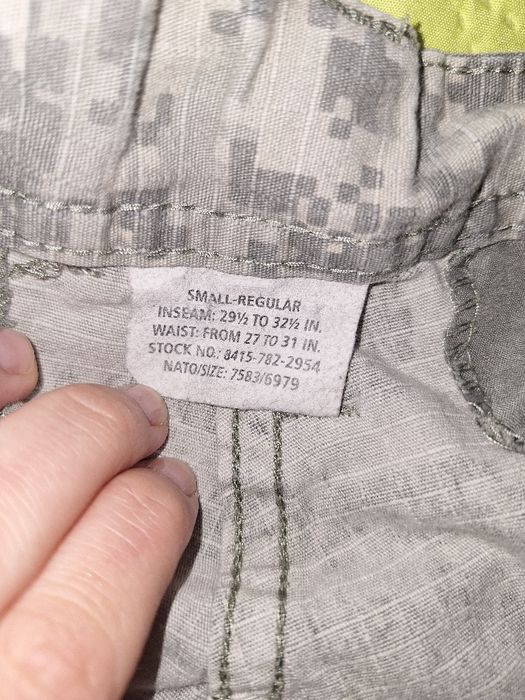 SMALL-REGULAR
INSEAM: 29½ TO 32½ IN.
WAIST: FROM 27 TO 31 IN.
STOCK NO.: 8415-782-2954
NATO/SIZE: 7583/6979